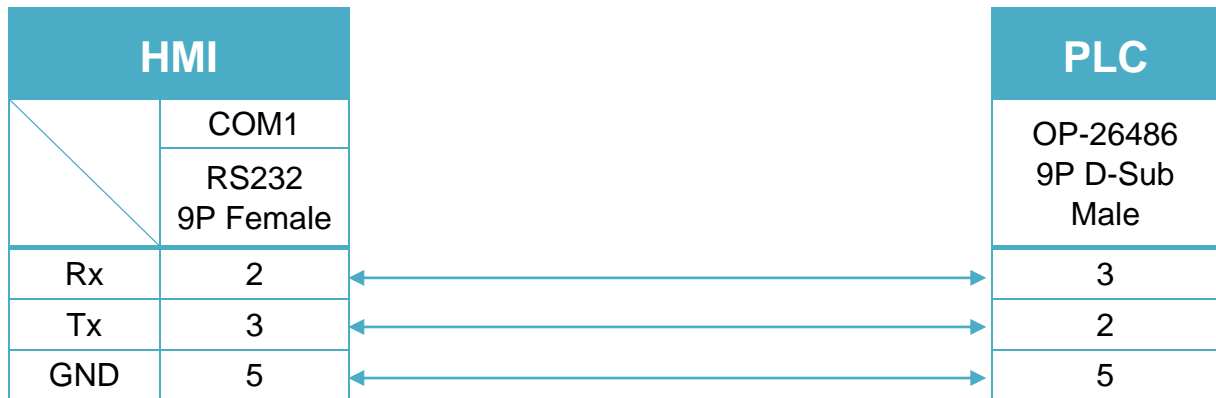 HMI
PLC
COM1
RS232
9P Female
OP-26486
9P D-Sub
Male
Rx 2 3
Tx 3 2
GND 5 5